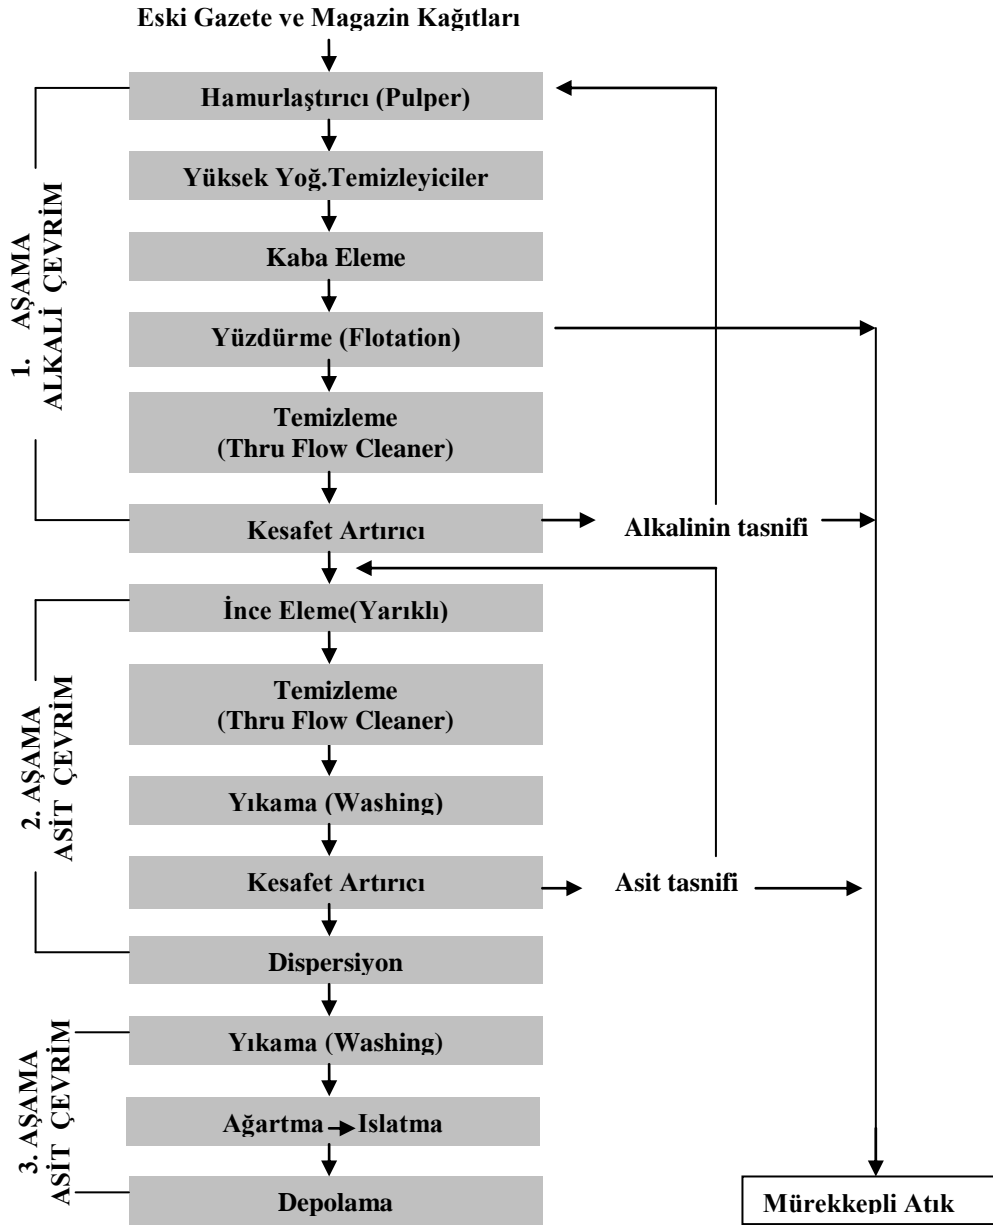 Eski Gazete ve Magazin Kağıtları
Hamurlaştırıcı (Pulper)
Yüksek Yoğ.Temizleyiciler
Kaba Eleme
Yüzdürme (Flotation)
Temizleme
(Thru Flow Cleaner)
Kesafet Artırıcı
Alkalinin tasnifi
1. AŞAMA
ALKALİ ÇEVRİM
İnce Eleme(Yarıklı)
Temizleme
(Thru Flow Cleaner)
Yıkama (Washing)
Kesafet Artırıcı
Asit tasnifi
Dispersiyon
2. AŞAMA
ASİT ÇEVRİM
Yıkama (Washing)
Ağartma Islatma
Depolama
3. AŞAMA
ASİT ÇEVRİM
Mürekkepli Atık